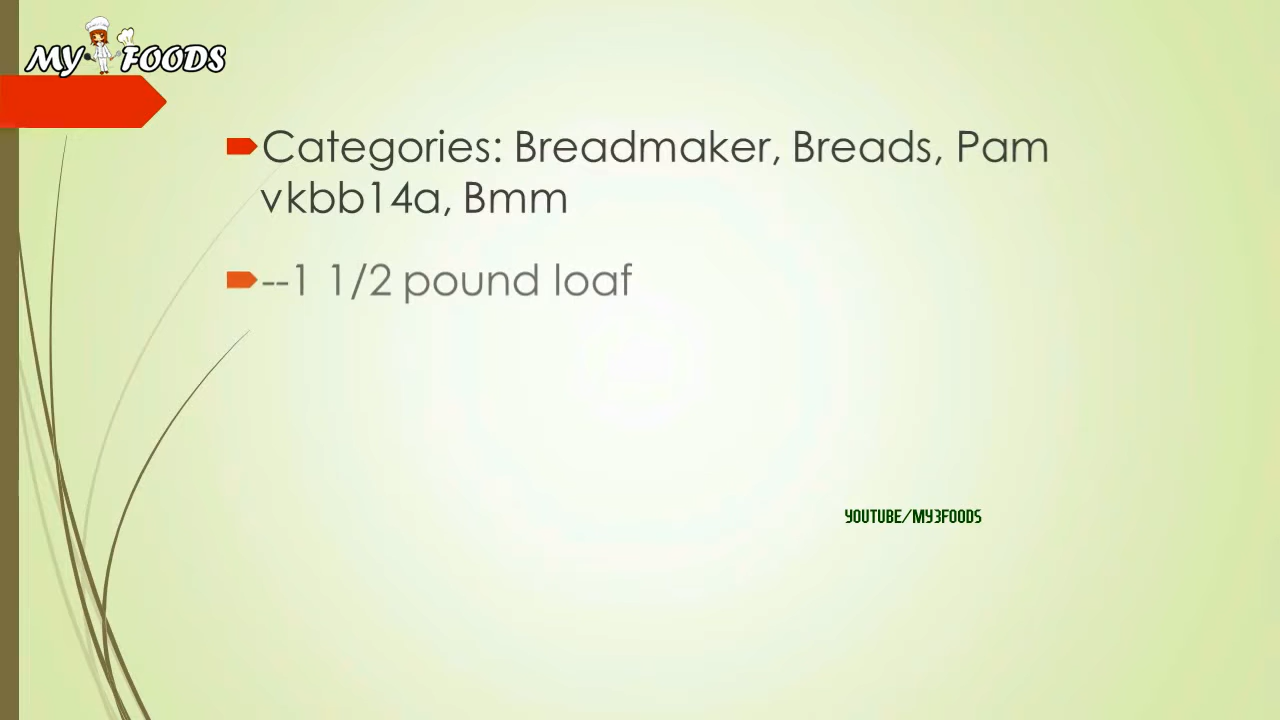 MY FOODS
Categories: Breadmaker, Breads, Pam
vkbb14a, Bmm
--1 1/2 pound loaf
YOUTUBE/MY3FOODS